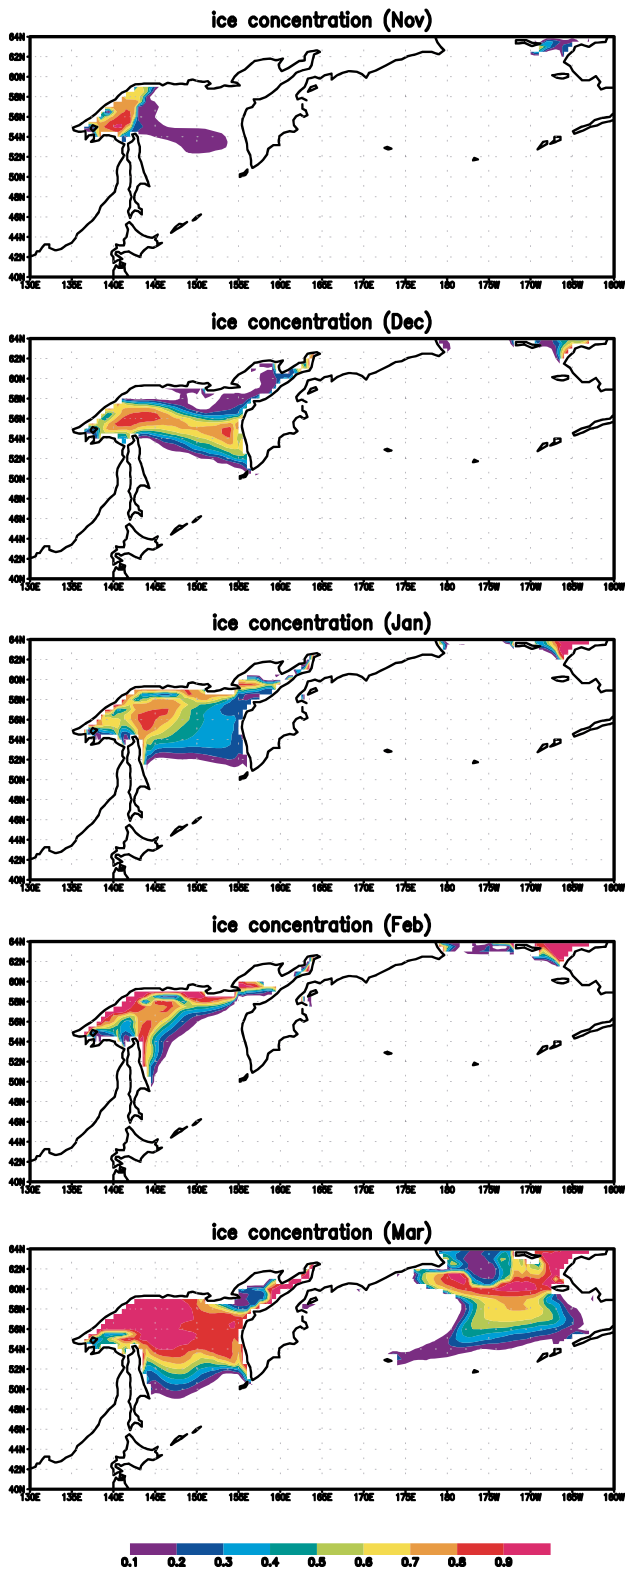 ice concentration (Nov)
64N
62N
60N
58N
56N
54N
52N
50N
48N
46N
44N
42N
40N
130E 135E 140E 145E 150E 155E 160E 165E 170E 175E 180 175W 170W 165W 160W
ice concentration (Dec)
64N
62N
60N
58N
56N
54N
52N
50N
48N
46N
44N
42N
40N
130E 135E 140E 145E 150E 155E 160E 165E 170E 175E 180 175W 170W 165W 160W
ice concentration (Jan)
64N
62N
60N
58N
56N
54N
52N
50N
48N
46N
44N
42N
40N
130E 135E 140E 145E 150E 155E 160E 165E 170E 175E 180 175W 170W 165W 160W
ice concentration (Feb)
64N
62N
60N
58N
56N
54N
52N
50N
48N
46N
44N
42N
40N
130E 135E 140E 145E 150E 155E 160E 165E 170E 175E 180 175W 170W 165W 160W
ice concentration (Mar)
64N
62N
60N
58N
56N
54N
52N
50N
48N
46N
44N
42N
40N
130E 135E 140E 145E 150E 155E 160E 165E 170E 175E 180 175W 170W 165W 160W
0.1 0.2 0.3 0.4 0.5 0.6 0.7 0.8 0.9